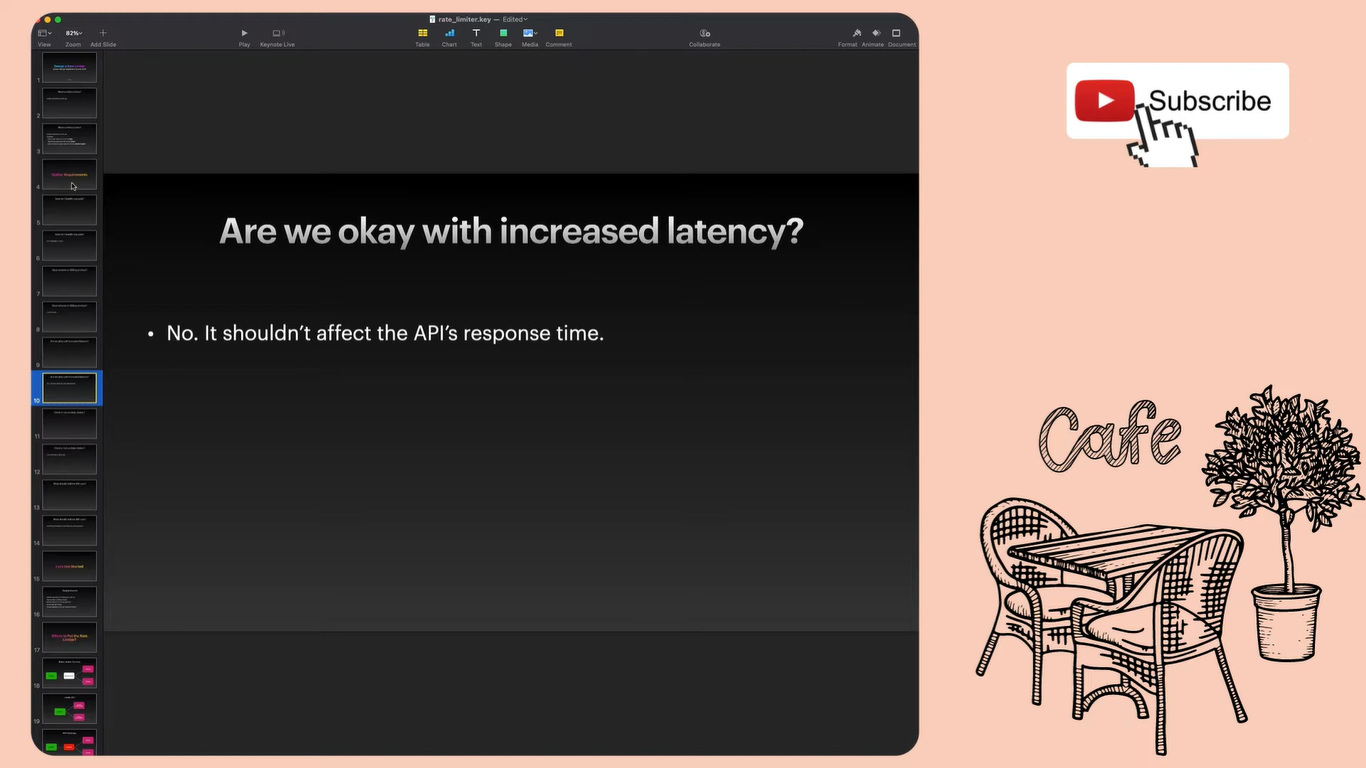 rate_limiter.key — Edited
82%
View
Zoom
Add Slide
Play
Keynote Live
Table
Chart
Text
Shape
Media
Comment
Collaborate
Format
Animate
Document
Subscribe
Are we okay with increased latency?
• No. It shouldn’t affect the API’s response time.
Cafe
1
2
3
Gather Requirements
4
5
6
7
8
9
10
11
12
13
14
Let's Get Started!
15
16
Where to Put the Rate
Limiter?
17
18
19